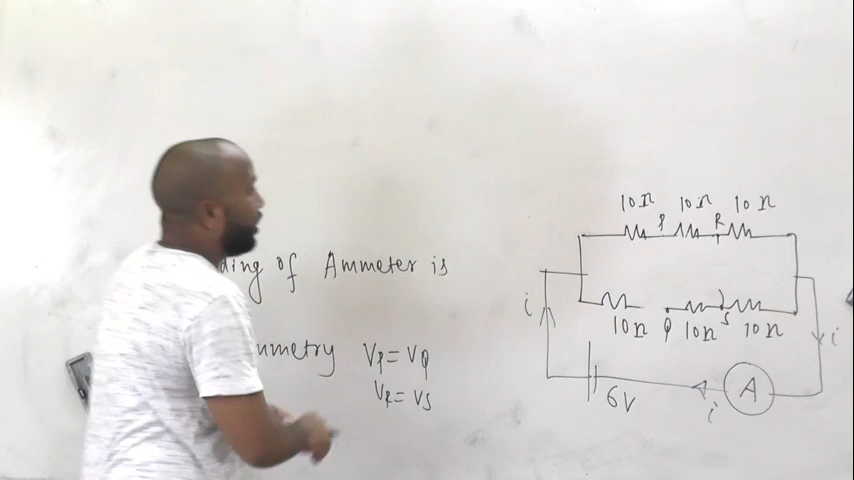 ding of Ammeter is
mmetry VP = VQ
VR = VS
10Ω 10Ω 10Ω
P R
i
10Ω Q 10Ω S 10Ω
i
6V
A
i